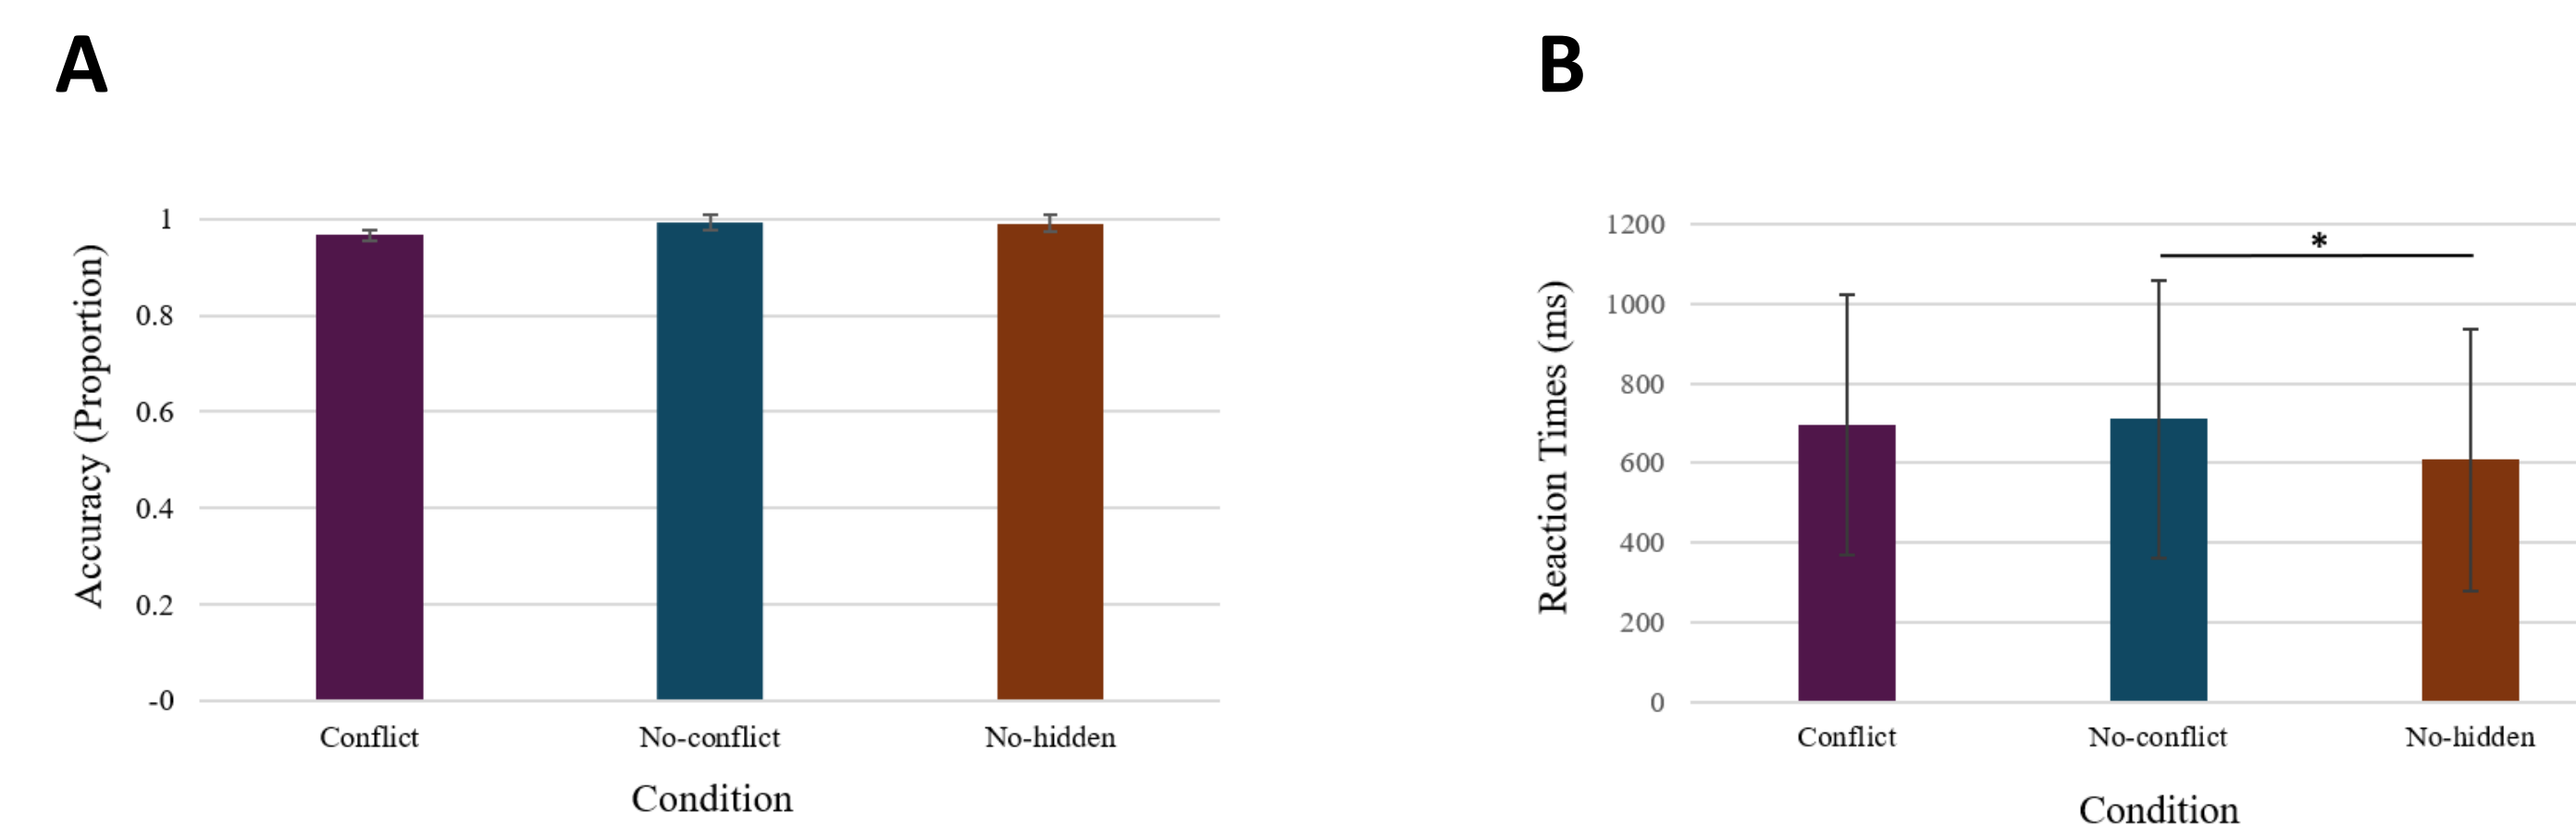 A
Accuracy (Proportion)
1
0.8
0.6
0.4
0.2
-0
Conflict No-conflict No-hidden
Condition
B
Reaction Times (ms)
1200
1000
800
600
400
200
0
*
Conflict No-conflict No-hidden
Condition